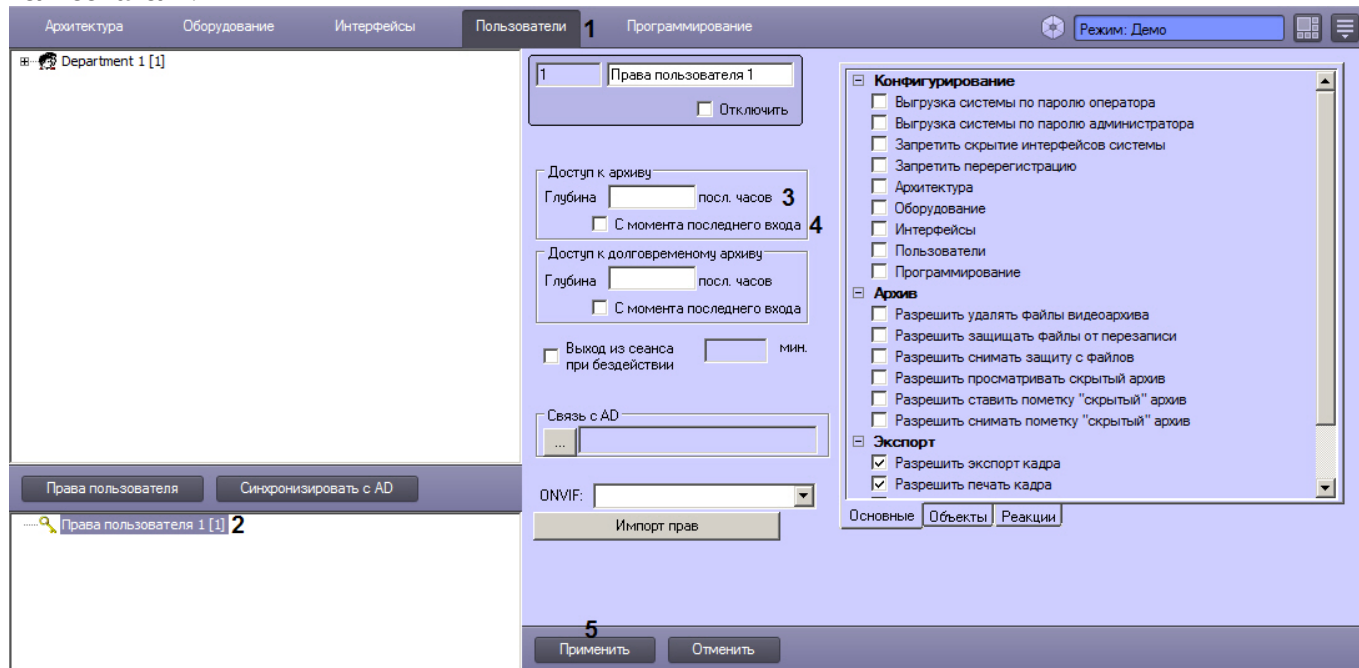 Архитектура Оборудование Интерфейсы Пользователи 1 Программирование Режим: Демо
Department 1 [1]
1 Права пользователя 1
Отключить
Доступ к архиву
Глубина посл. часов 3
С момента последнего входа 4
Доступ к долговременому архиву
Глубина посл. часов
С момента последнего входа
Выход из сеанса мин.
при бездействии
Связь с AD
...
ONVIF:
Импорт прав
Конфигурирование
Выгрузка системы по паролю оператора
Выгрузка системы по паролю администратора
Запретить скрытие интерфейсов системы
Запретить перерегистрацию
Архитектура
Оборудование
Интерфейсы
Пользователи
Программирование
Архив
Разрешить удалять файлы видеоархива
Разрешить защищать файлы от перезаписи
Разрешить снимать защиту с файлов
Разрешить просматривать скрытый архив
Разрешить ставить пометку "скрытый" архив
Разрешить снимать пометку "скрытый" архив
Экспорт
Разрешить экспорт кадра
Разрешить печать кадра
Основные Объекты Реакции
Права пользователя Синхронизировать с AD
Права пользователя 1 [1] 2
5
Применить Отменить